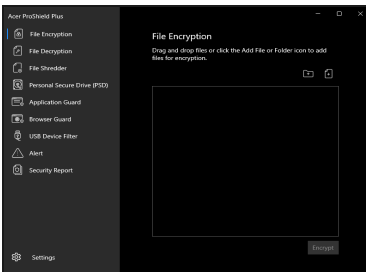 Acer ProShield Plus
File Encryption
File Decryption
File Shredder
Personal Secure Drive (PSD)
Application Guard
Browser Guard
USB Device Filter
Alert
Security Report
Settings
File Encryption
Drag and drop files or click the Add File or Folder icon to add
files for encryption.
Encrypt